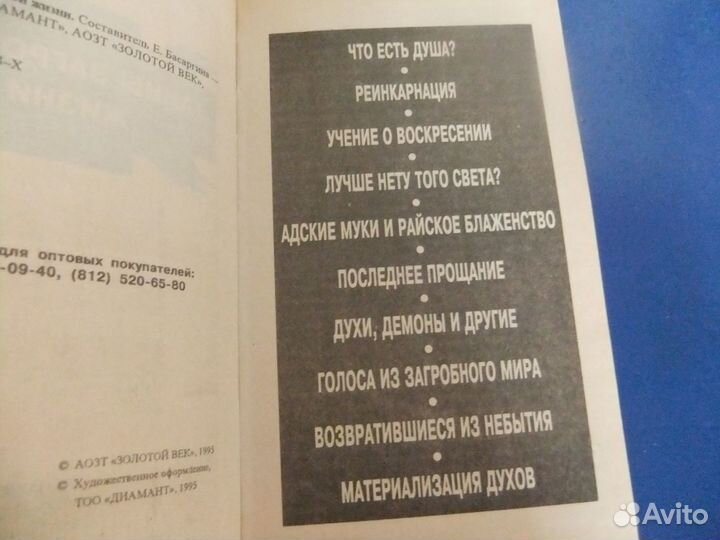 ой жизни. Составитель Е. Басаргина —
ДИАМАНТ», АОЗТ «ЗОЛОТОЙ ВЕК»,
–Х
для оптовых покупателей:
-09-40, (812) 520-65-80
© АОЗТ «ЗОЛОТОЙ ВЕК», 1995
© Художественное оформление,
ТОО «ДИАМАНТ», 1995
ЧТО ЕСТЬ ДУША?
•
РЕИНКАРНАЦИЯ
•
УЧЕНИЕ О ВОСКРЕСЕНИИ
•
ЛУЧШЕ НЕТУ ТОГО СВЕТА?
•
АДСКИЕ МУКИ И РАЙСКОЕ БЛАЖЕНСТВО
•
ПОСЛЕДНЕЕ ПРОЩАНИЕ
•
ДУХИ, ДЕМОНЫ И ДРУГИЕ
•
ГОЛОСА ИЗ ЗАГРОБНОГО МИРА
•
ВОЗВРАТИВШИЕСЯ ИЗ НЕБЫТИЯ
•
МАТЕРИАЛИЗАЦИЯ ДУХОВ
Avito